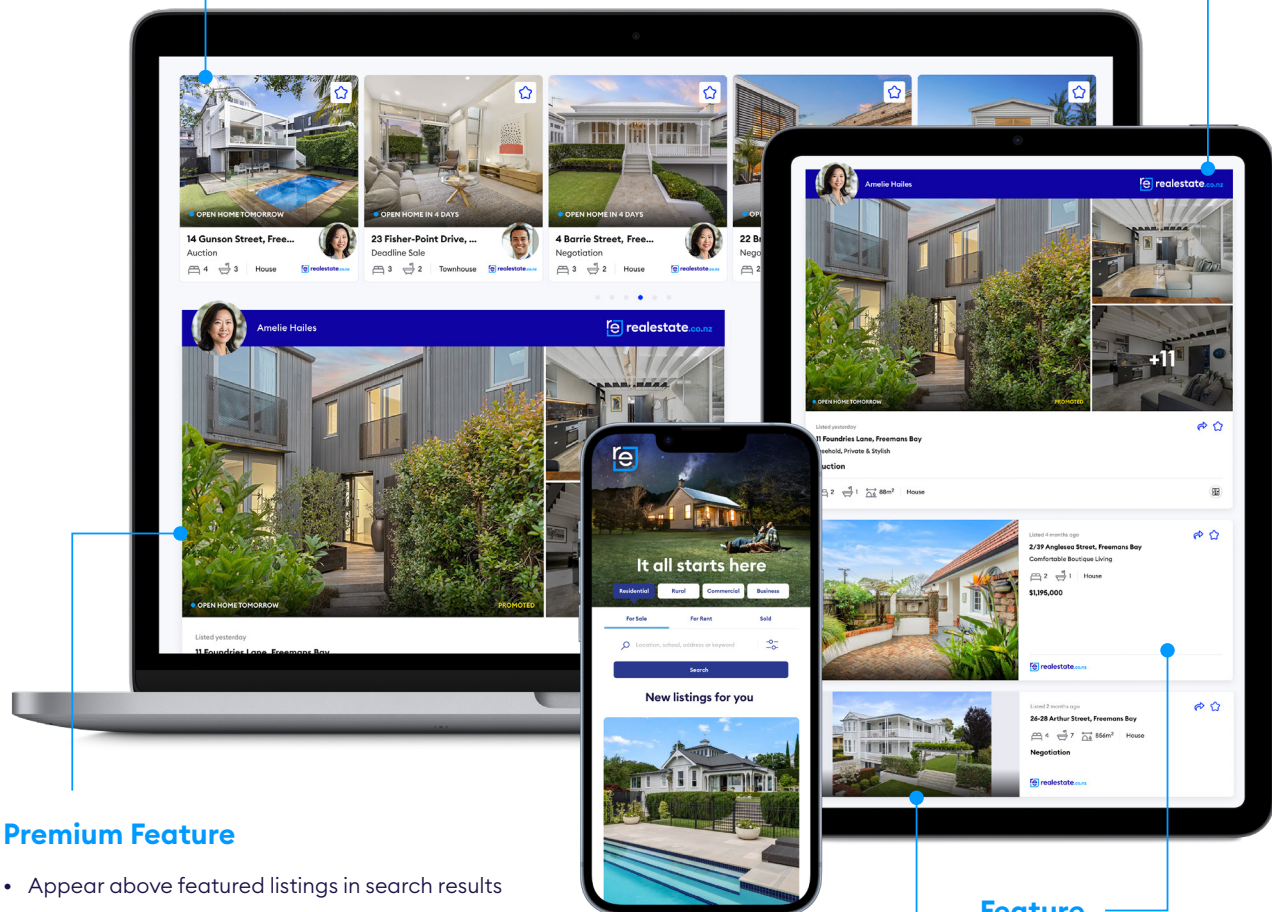 OPEN HOME TOMORROW
14 Gunson Street, Free...
Auction
4 3 House
realestate.co.nz
OPEN HOME IN 4 DAYS
23 Fisher-Point Drive, ...
Deadline Sale
3 2 Townhouse
realestate.co.nz
OPEN HOME IN 4 DAYS
4 Barrie Street, Free...
Negotiation
3 2 House
realestate.co.nz
22 B
Nego
2
Amelie Hailes
realestate.co.nz
OPEN HOME TOMORROW
PROMOTED
Listed yesterday
11 Foundries Lane, Freemans Bay
Amelie Hailes
realestate.co.nz
+11
OPEN HOME TOMORROW
PROMOTED
Listed yesterday
11 Foundries Lane, Freemans Bay
Private & Stylish
uction
2 1 88m² House
Listed 4 months ago
2/39 Anglesea Street, Freemans Bay
Comfortable Boutique Living
2 1 House
$1,195,000
realestate.co.nz
Listed 2 months ago
26-28 Arthur Street, Freemans Bay
4 7 856m² House
Negotiation
realestate.co.nz
re
It all starts here
Residential Rural Commercial Business
For Sale For Rent Sold
Location, school, address or keyword
Search
New listings for you
Premium Feature
• Appear above featured listings in search results
Feature